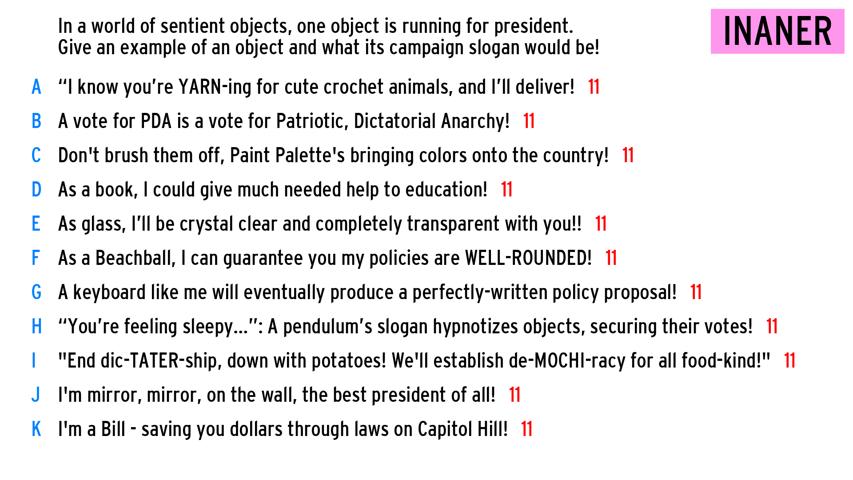 In a world of sentient objects, one object is running for president.
Give an example of an object and what its campaign slogan would be!
INANER
A “I know you’re YARN-ing for cute crochet animals, and I’ll deliver! 11
B A vote for PDA is a vote for Patriotic, Dictatorial Anarchy! 11
C Don't brush them off, Paint Palette's bringing colors onto the country! 11
D As a book, I could give much needed help to education! 11
E As glass, I’ll be crystal clear and completely transparent with you!! 11
F As a Beachball, I can guarantee you my policies are WELL-ROUNDED! 11
G A keyboard like me will eventually produce a perfectly-written policy proposal! 11
H “You’re feeling sleepy...”: A pendulum’s slogan hypnotizes objects, securing their votes! 11
I "End dic-TATER-ship, down with potatoes! We'll establish de-MOCHI-racy for all food-kind!" 11
J I'm mirror, mirror, on the wall, the best president of all! 11
K I'm a Bill - saving you dollars through laws on Capitol Hill! 11